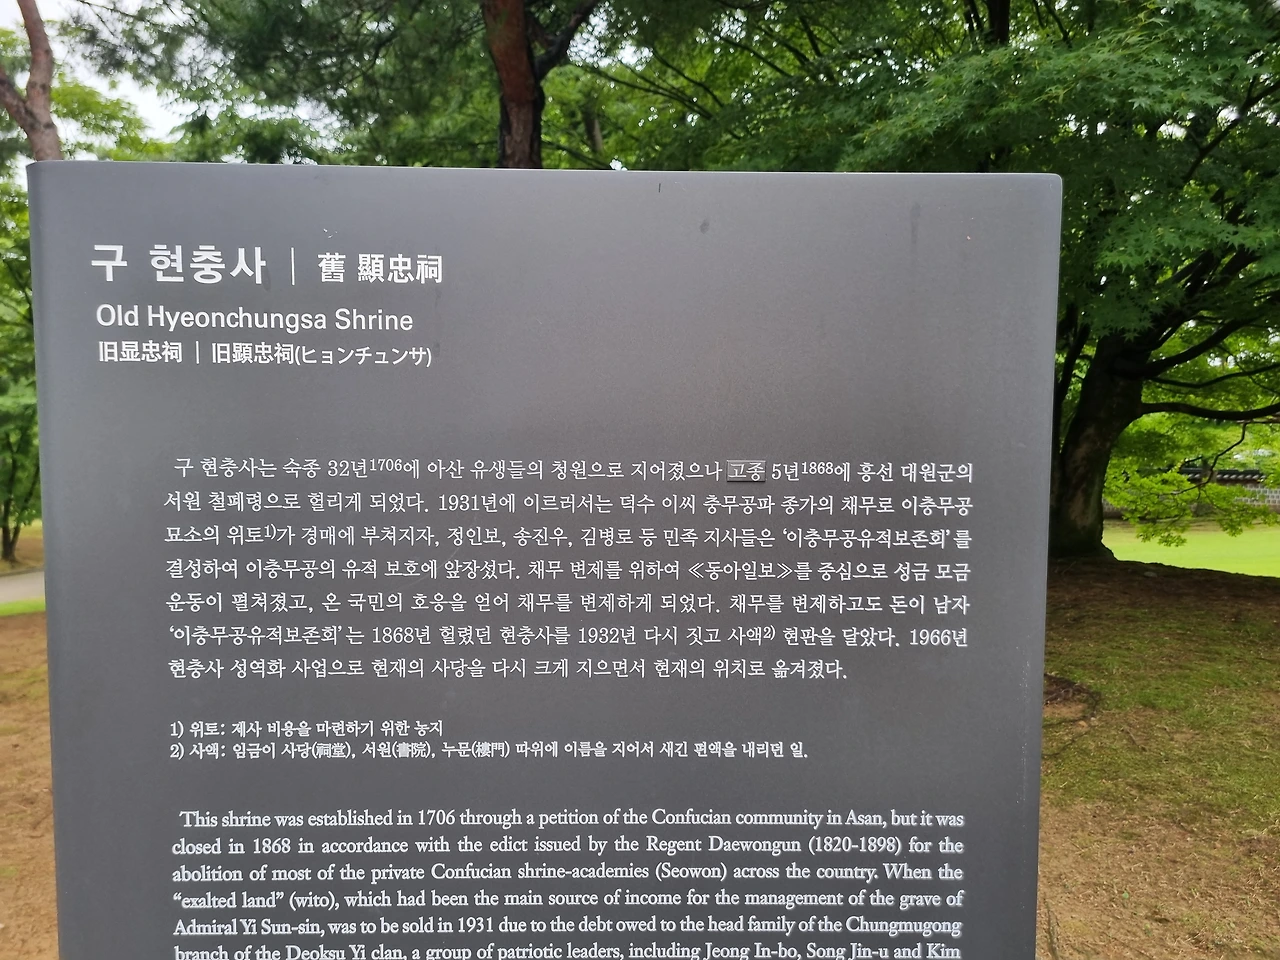 구 현충사 | 舊 顯忠祠
Old Hyeonchungsa Shrine
旧显忠祠 | 旧顕忠祠(ヒョンチュンサ)
구 현충사는 숙종 32년1706에 아산 유생들의 청원으로 지어졌으나 고종 5년1868에 흥선 대원군의
서원 철폐령으로 헐리게 되었다. 1931년에 이르러서는 덕수 이씨 충무공파 종가의 채무로 이충무공
묘소의 위토1)가 경매에 부쳐지자, 정인보, 송진우, 김병로 등 민족 지사들은 ‘이충무공유적보존회’를
결성하여 이충무공의 유적 보호에 앞장섰다. 채무 변제를 위하여 ≪동아일보≫를 중심으로 성금 모금
운동이 펼쳐졌고, 온 국민의 호응을 얻어 채무를 변제하게 되었다. 채무를 변제하고도 돈이 남자
‘이충무공유적보존회’는 1868년 헐렸던 현충사를 1932년 다시 짓고 사액2) 현판을 달았다. 1966년
현충사 성역화 사업으로 현재의 사당을 다시 크게 지으면서 현재의 위치로 옮겨졌다.
1) 위토: 제사 비용을 마련하기 위한 농지
2) 사액: 임금이 사당(祠堂), 서원(書院), 누문(樓門) 따위에 이름을 지어서 새긴 편액을 내리던 일.
This shrine was established in 1706 through a petition of the Confucian community in Asan, but it was
closed in 1868 in accordance with the edict issued by the Regent Daewongun (1820-1898) for the
abolition of most of the private Confucian shrine-academies (Seowon) across the country. When the
“exalted land” (wito), which had been the main source of income for the management of the grave of
Admiral Yi Sun-sin, was to be sold in 1931 due to the debt owed to the head family of the Chungmugong
branch of the Deoksu Yi clan, a group of patriotic leaders, including Jeong In-bo, Song Jin-u and Kim